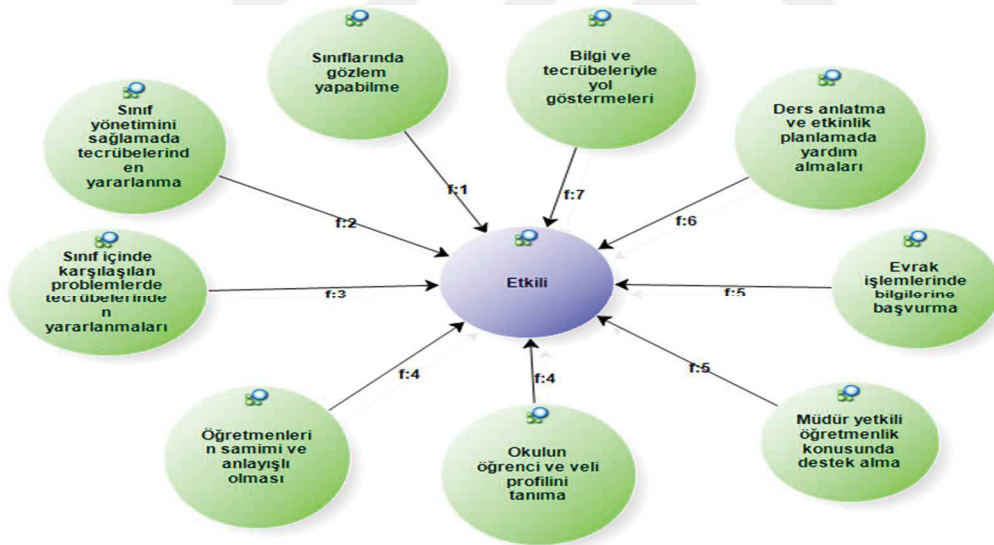 Sınıflarında
gözlem
yapabilme
f:1
Bilgi ve
tecrübeleriyle
yol
göstermeleri
f:7
Ders anlatma
ve etkinlik
planlamada
yardım
almaları
f:6
Evrak
işlemlerinde
bilgilerine
başvurma
f:5
Müdür yetkili
öğretmenlik
konusunda
destek alma
f:5
Okulun
öğrenci ve veli
profilini
tanıma
f:4
Öğretmenleri
n samimi ve
anlayışlı
olması
f:4
Sınıf içinde
karşılaşılan
problemlerde
tecrübelerinde
n
yararlanmaları
f:3
Sınıf
yönetimini
sağlamada
tecrübelerind
en
yararlanma
f:2
Etkili